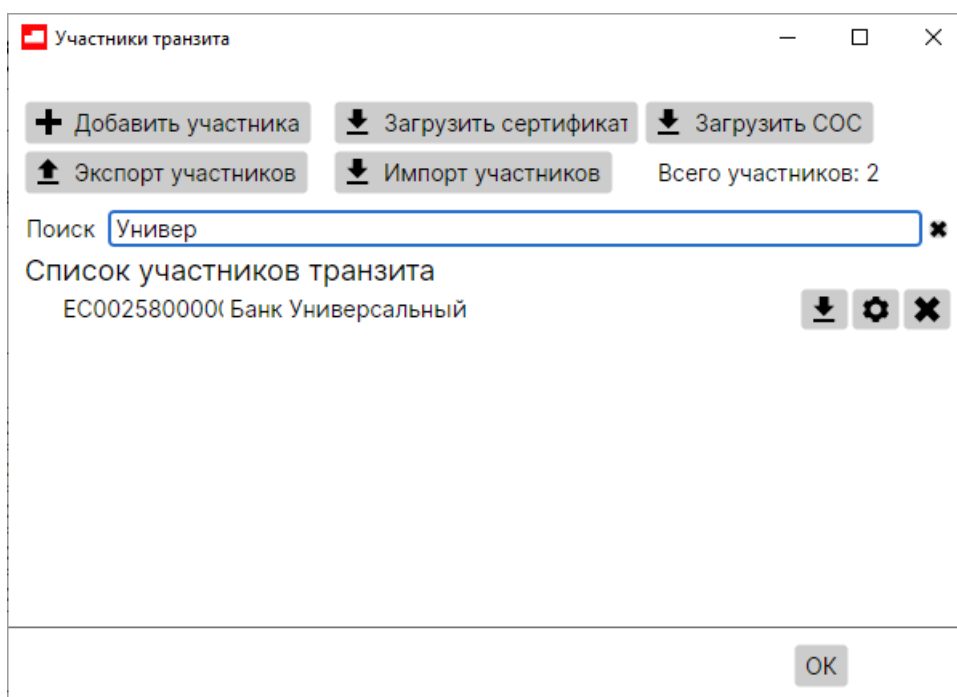 Участники транзита
Добавить участника Загрузить сертификат Загрузить СОС
Экспорт участников Импорт участников Всего участников: 2
Поиск Универ
Список участников транзита
EC002580000( Банк Универсальный
ОК